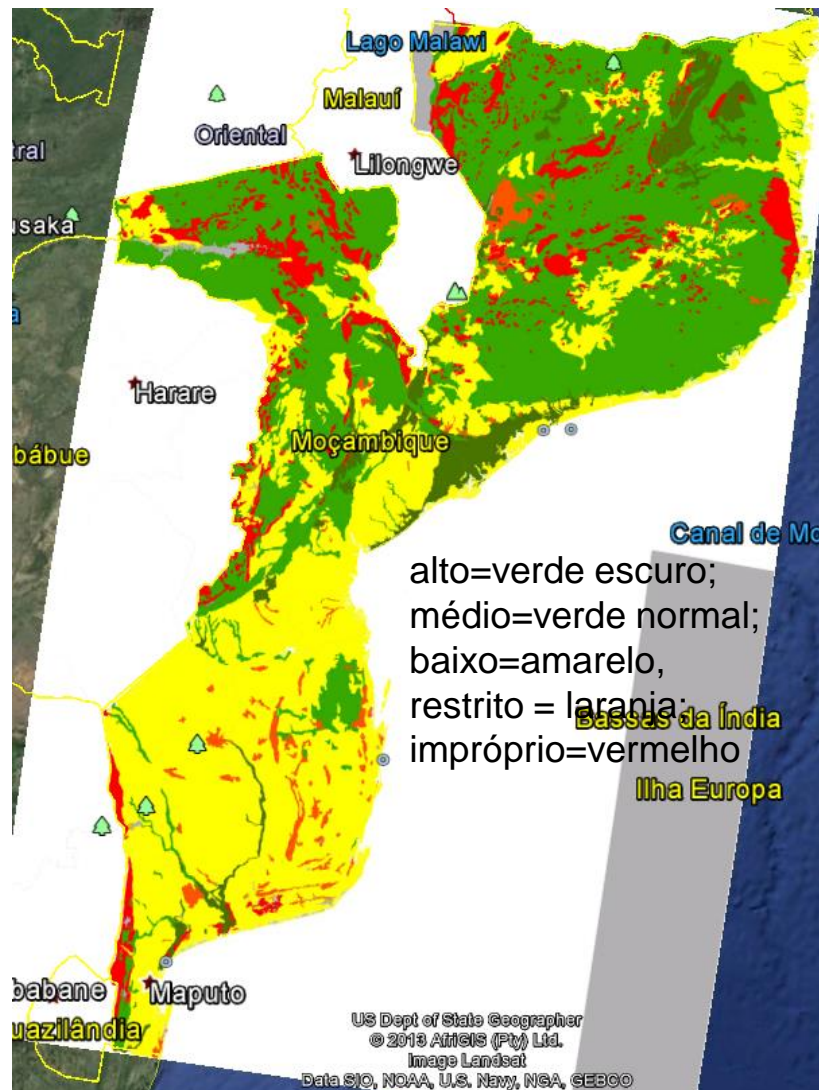 Lago Malawi
Malauí
Oriental
tral
Lilongwe
usaka
a
Harare
Moçambique
bábue
Canal de Mo
alto=verde escuro;
médio=verde normal;
baixo=amarelo,
restrito = laranja;
Bassas da Índia
impróprio=vermelho
Ilha Europa
babane
Maputo
uazilândia
US Dept of State Geographer
© 2013 AfriGIS (Pty) Ltd.
Image Landsat
Data SIO, NOAA, U.S. Navy, NGA, GEBCO